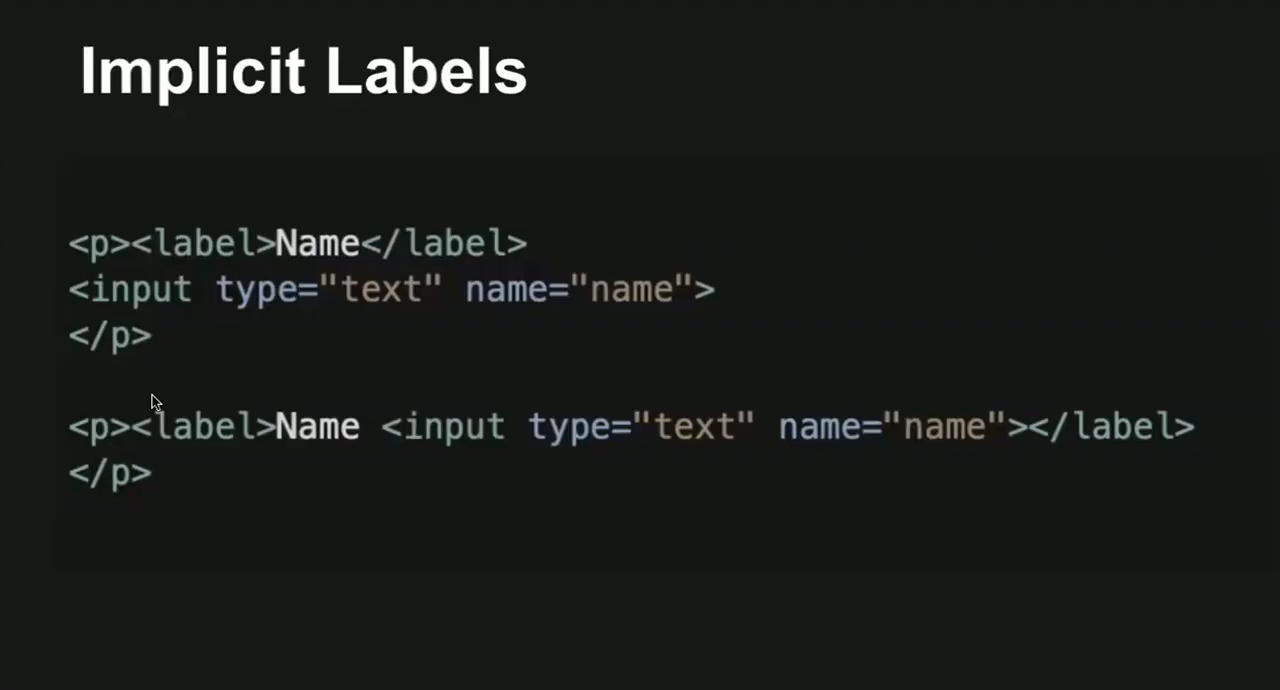 Implicit Labels
<p><label>Name</label>
<input type="text" name="name">
</p>
<p><label>Name <input type="text" name="name"></label>
</p>